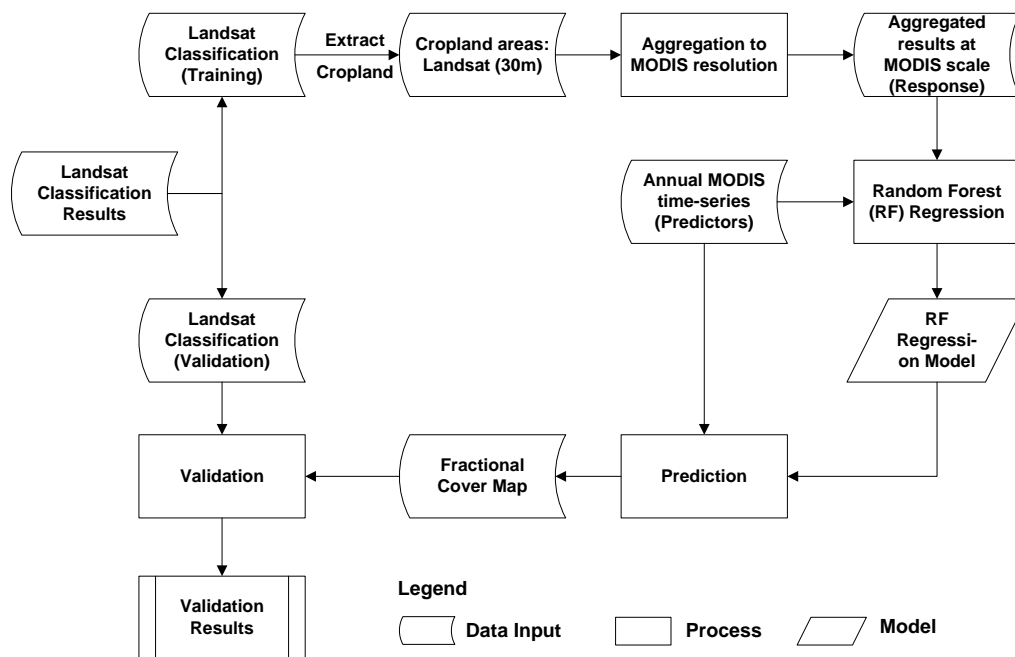 Landsat
Classification
(Training)
Extract
Cropland
Cropland areas:
Landsat (30m)
Aggregation to
MODIS resolution
Aggregated
results at
MODIS scale
(Response)
Landsat
Classification
Results
Annual MODIS
time-series
(Predictors)
Random Forest
(RF) Regression
Landsat
Classification
(Validation)
RF
Regressi-
on Model
Validation
Fractional
Cover Map
Prediction
Validation
Results
Legend
Data Input
Process
Model